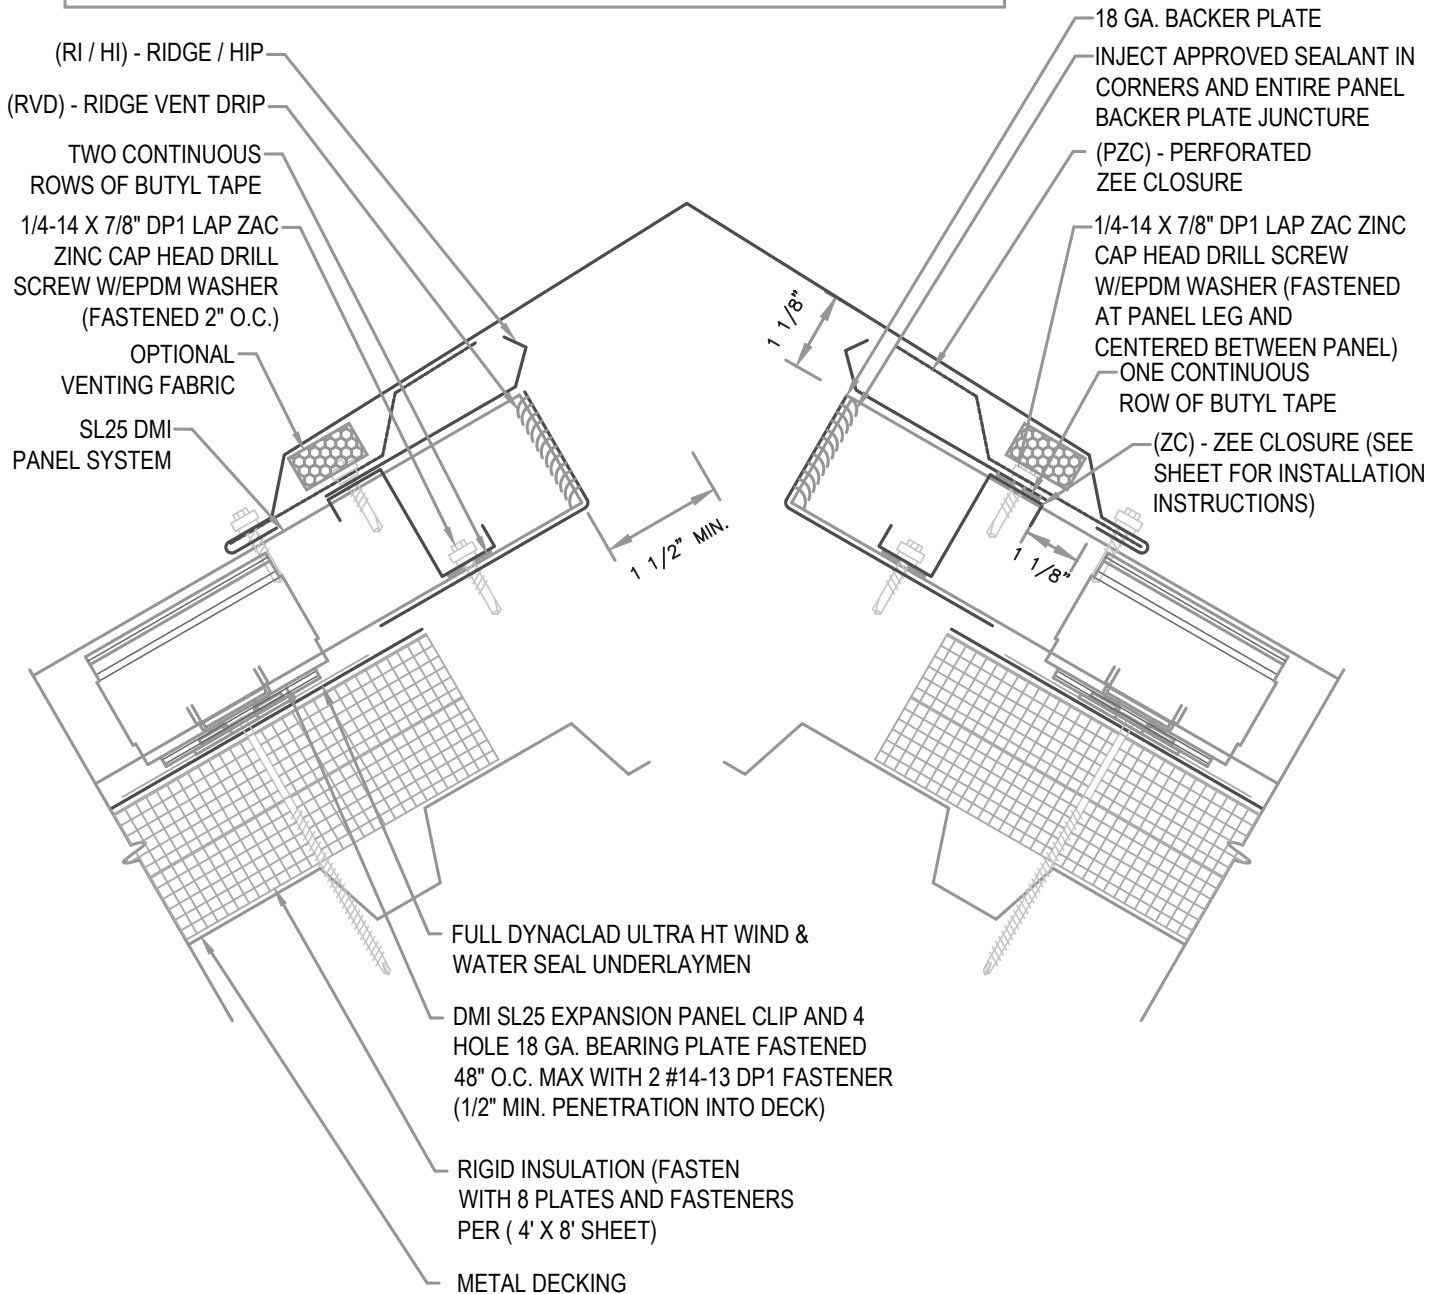 (RI / HI) - RIDGE / HIP
(RVD) - RIDGE VENT DRIP
TWO CONTINUOUS
ROWS OF BUTYL TAPE
1/4-14 X 7/8" DP1 LAP ZAC
ZINC CAP HEAD DRILL
SCREW W/EPDM WASHER
(FASTENED 2" O.C.)
OPTIONAL
VENTING FABRIC
SL25 DMI
PANEL SYSTEM
18 GA. BACKER PLATE
INJECT APPROVED SEALANT IN
CORNERS AND ENTIRE PANEL
BACKER PLATE JUNCTURE
(PZC) - PERFORATED
ZEE CLOSURE
1/4-14 X 7/8" DP1 LAP ZAC ZINC
CAP HEAD DRILL SCREW
W/EPDM WASHER (FASTENED
AT PANEL LEG AND
CENTERED BETWEEN PANEL)
ONE CONTINUOUS
ROW OF BUTYL TAPE
(ZC) - ZEE CLOSURE (SEE
SHEET FOR INSTALLATION
INSTRUCTIONS)
1 1/8"
1 1/2" MIN.
1 1/8"
FULL DYNACLAD ULTRA HT WIND &
WATER SEAL UNDERLAYMEN
DMI SL25 EXPANSION PANEL CLIP AND 4
HOLE 18 GA. BEARING PLATE FASTENED
48" O.C. MAX WITH 2 #14-13 DP1 FASTENER
(1/2" MIN. PENETRATION INTO DECK)
RIGID INSULATION (FASTEN
WITH 8 PLATES AND FASTENERS
PER ( 4' X 8' SHEET)
METAL DECKING